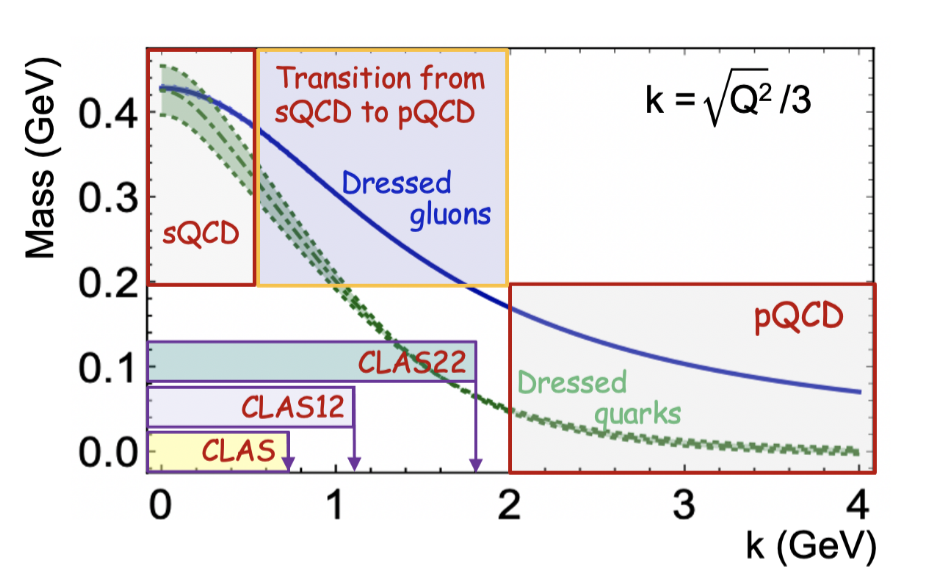 Mass (GeV)
0.4
0.3
0.2
0.1
0.0
Transition from
sQCD to pQCD
k = √Q² /3
Dressed
gluons
sQCD
pQCD
CLAS22
Dressed
quarks
CLAS12
CLAS
0 1 2 3 4
k (GeV)